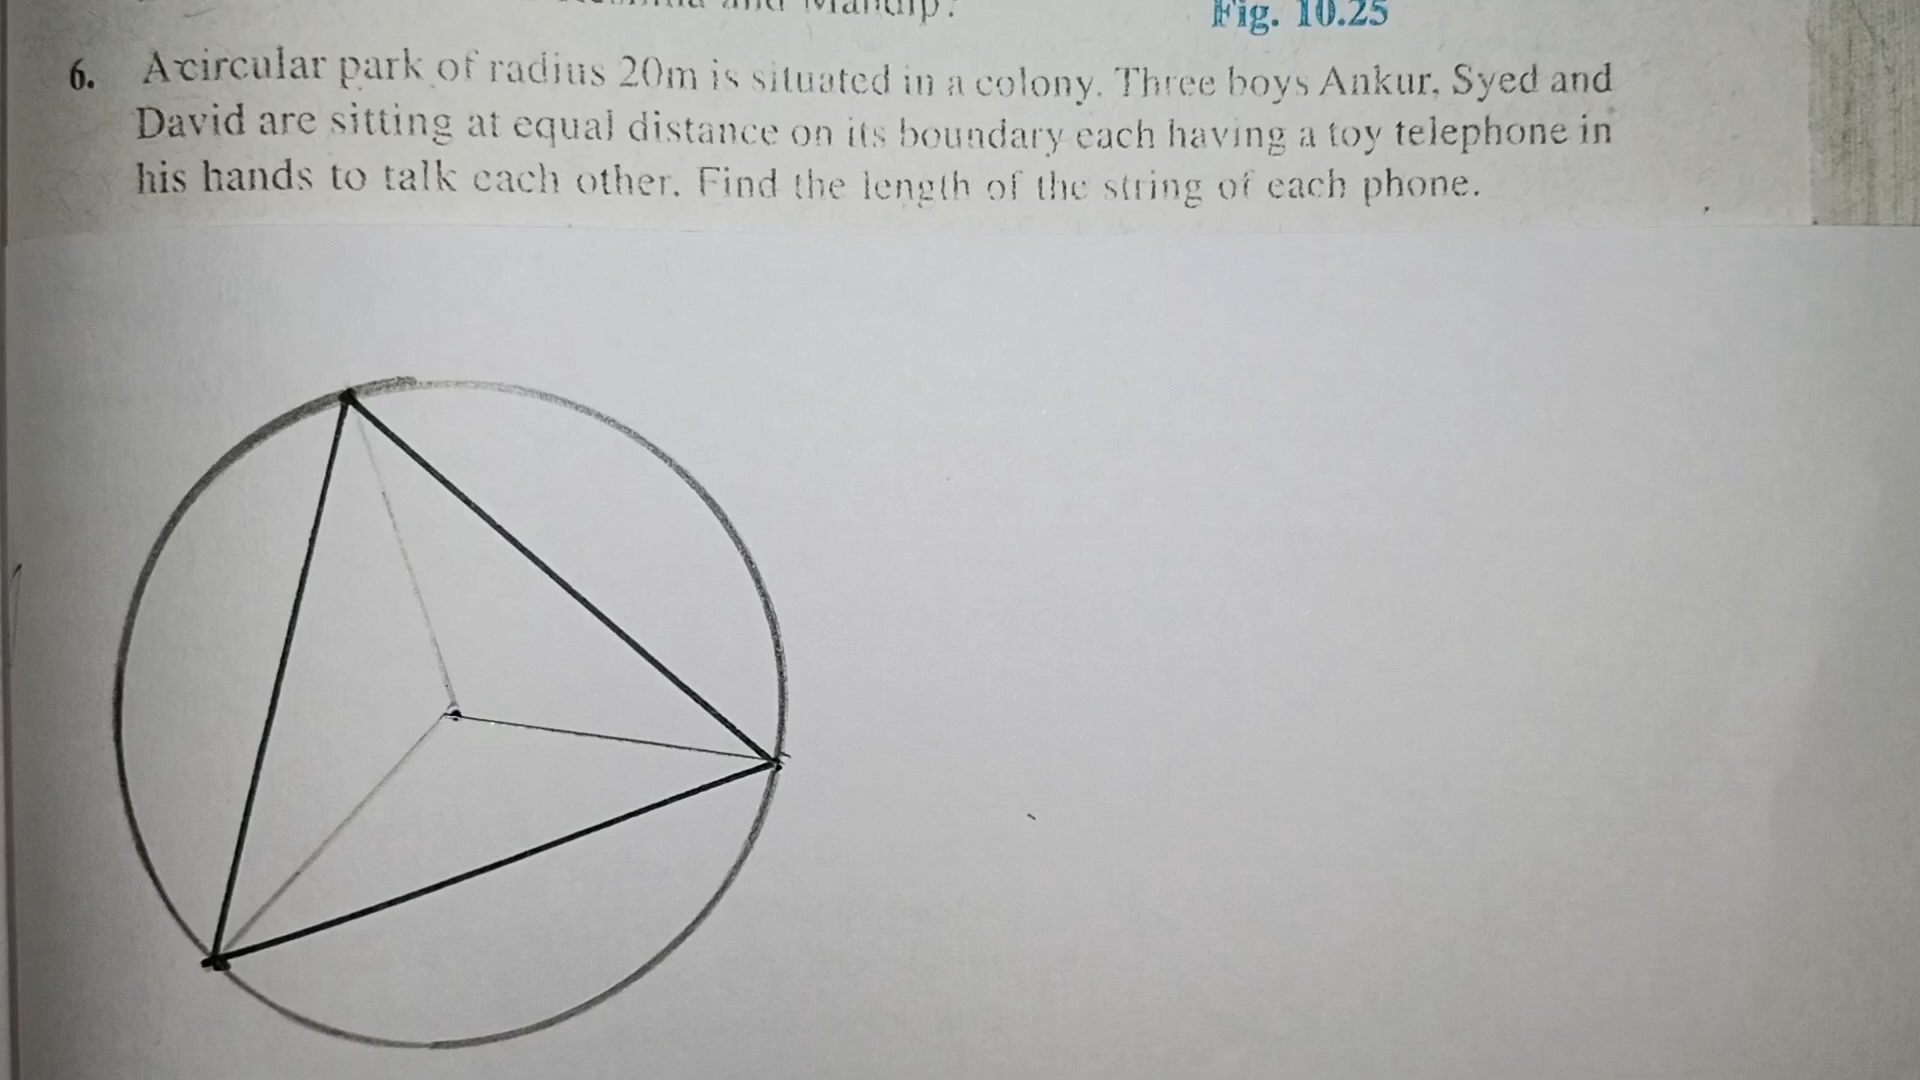 and Mandip?
Fig. 10.25
6. A circular park of radius 20m is situated in a colony. Three boys Ankur, Syed and
David are sitting at equal distance on its boundary each having a toy telephone in
his hands to talk each other. Find the length of the string of each phone.